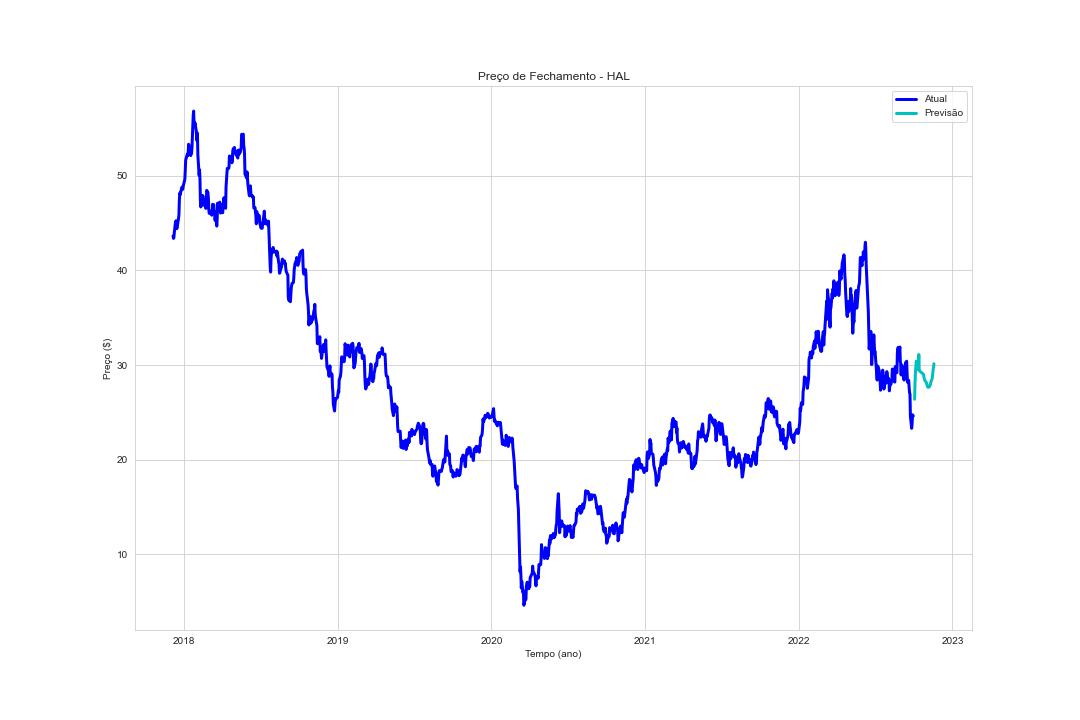 Preço de Fechamento - HAL
Atual
Previsão
Preço ($)
50
40
30
20
10
2018
2019
2020
2021
2022
2023
Tempo (ano)